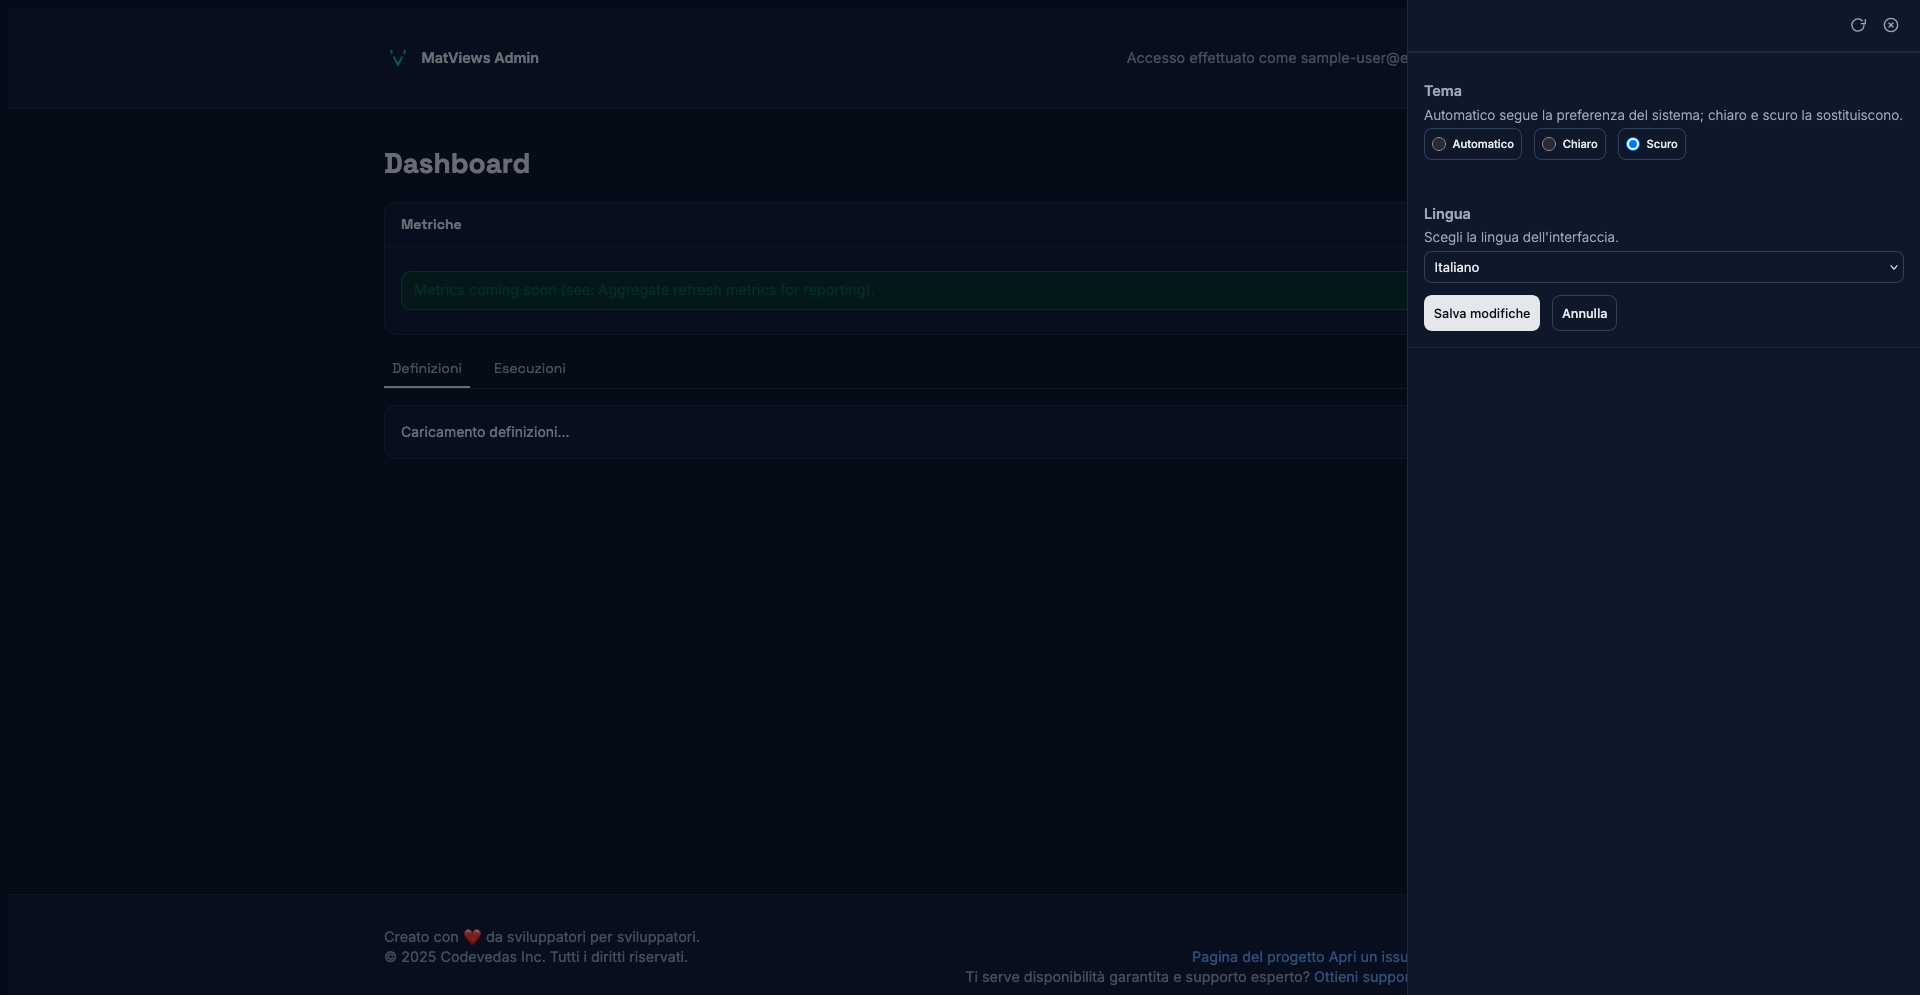 MatViews Admin
Accesso effettuato come sample-user@e
Dashboard
Metriche
Metrics coming soon (see: Aggregate refresh metrics for reporting).
Definizioni
Esecuzioni
Caricamento definizioni...
Creato con ❤️ da sviluppatori per sviluppatori.
© 2025 Codevedas Inc. Tutti i diritti riservati.
Pagina del progetto Apri un issu
Ti serve disponibilità garantita e supporto esperto? Ottieni suppor
Tema
Automatico segue la preferenza del sistema; chiaro e scuro la sostituiscono.
Automatico
Chiaro
Scuro
Lingua
Scegli la lingua dell'interfaccia.
Italiano
Salva modifiche
Annulla